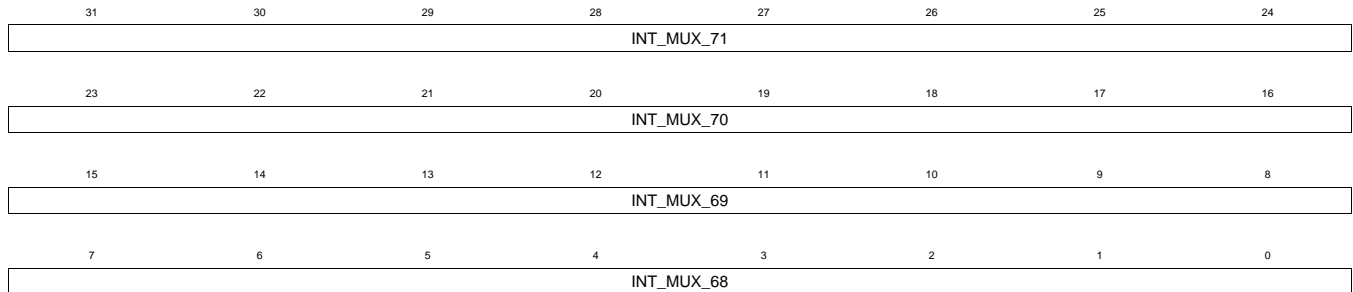 31 30 29 28 27 26 25 24
INT_MUX_71
23 22 21 20 19 18 17 16
INT_MUX_70
15 14 13 12 11 10 9 8
INT_MUX_69
7 6 5 4 3 2 1 0
INT_MUX_68